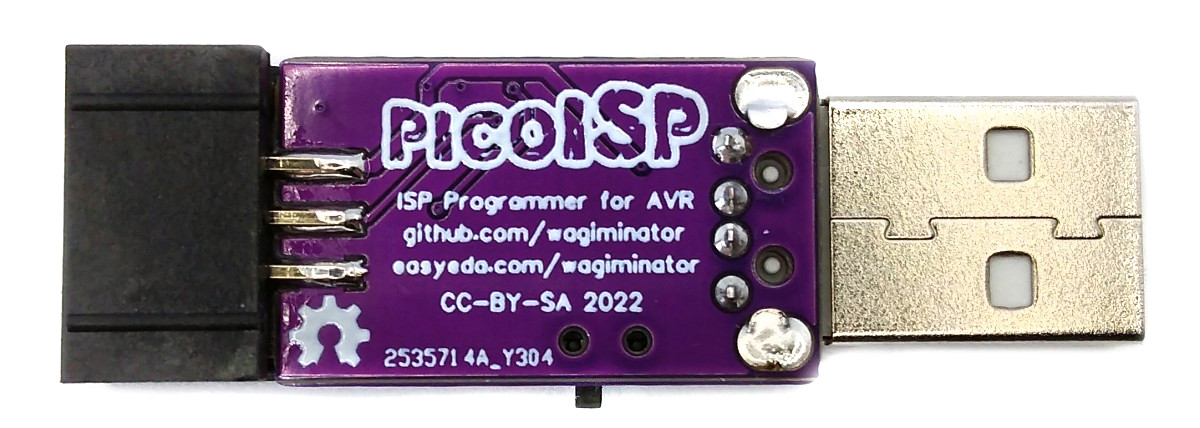 PICOISP
ISP Programmer for AVR
github.com/wagiminator
easyeda.com/wagiminator
CC-BY-SA 2022
2535714A_Y304